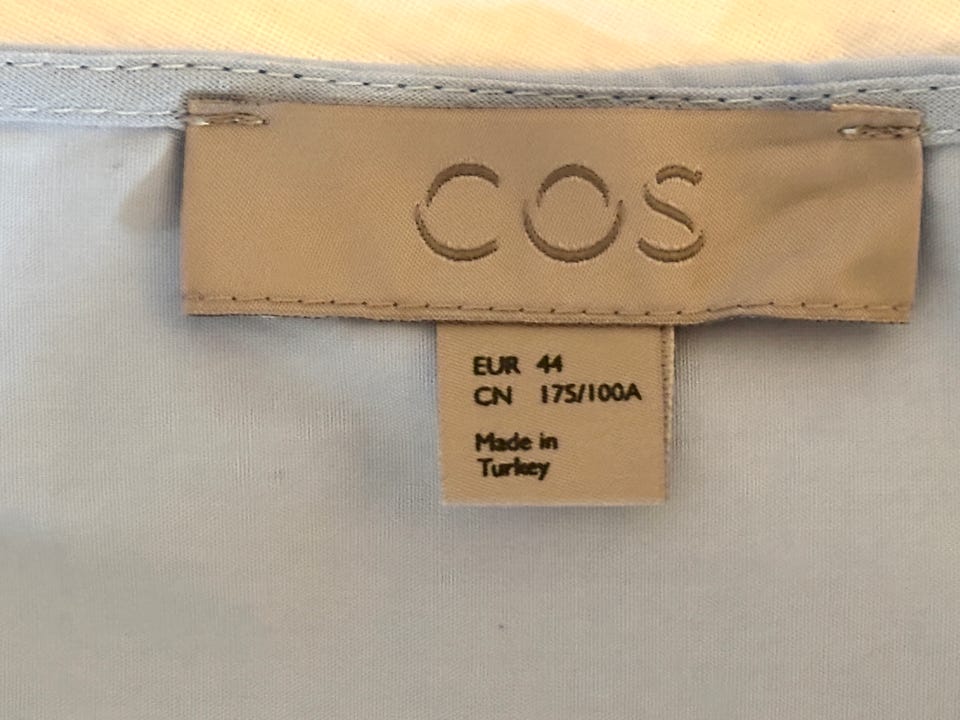 COS
EUR 44
CN 175/100A
Made in
Turkey